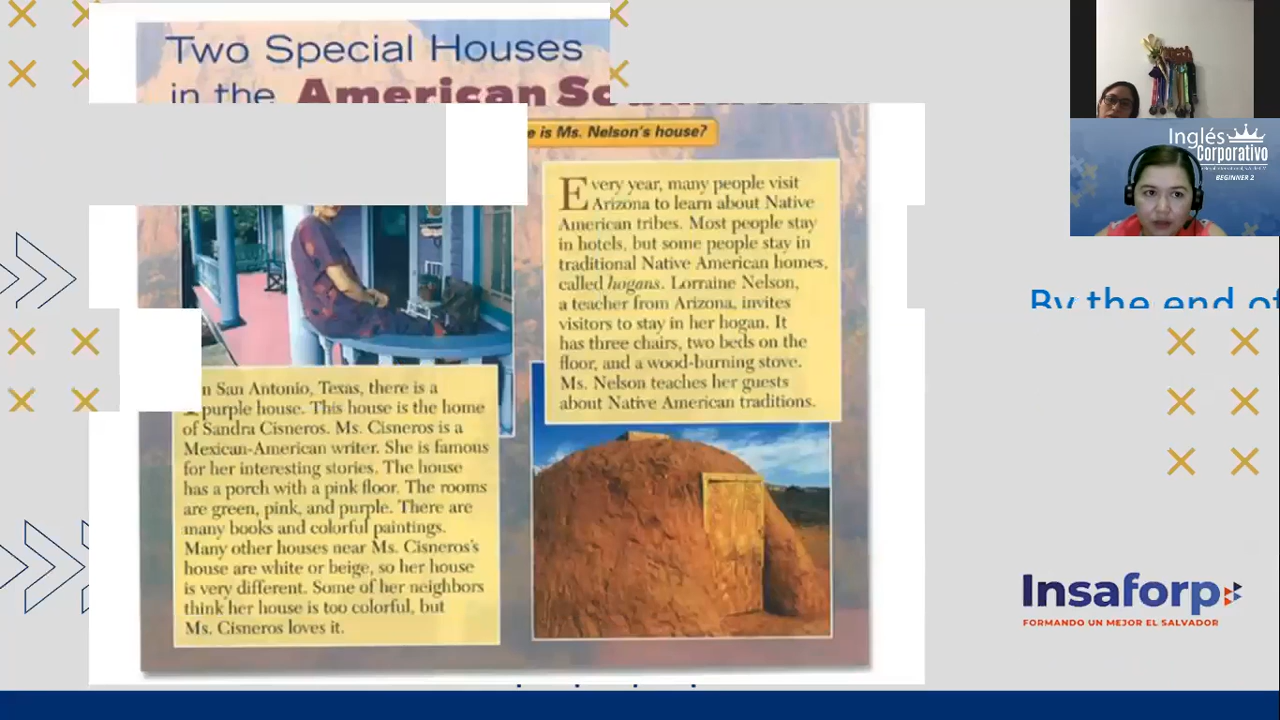 Two Special Houses
in the American
e is Ms. Nelson's house?
Every year, many people visit
Arizona to learn about Native
American tribes. Most people stay
in hotels, but some people stay in
traditional Native American homes,
called hogans. Lorraine Nelson,
a teacher from Arizona, invites
visitors to stay in her hogan. It
has three chairs, two beds on the
floor, and a wood-burning stove.
Ms. Nelson teaches her guests
about Native American traditions.
n San Antonio, Texas, there is a
purple house. This house is the home
of Sandra Cisneros. Ms. Cisneros is a
Mexican-American writer. She is famous
for her interesting stories. The house
has a porch with a pink floor. The rooms
are green, pink, and purple. There are
many books and colorful paintings.
Many other houses near Ms. Cisneros's
house are white or beige, so her house
is very different. Some of her neighbors
think her house is too colorful, but
Ms. Cisneros loves it.
Inglés
Corporativo
BEGINNER 2
By the end of
Insaforp
FORMANDO UN MEJOR EL SALVADOR